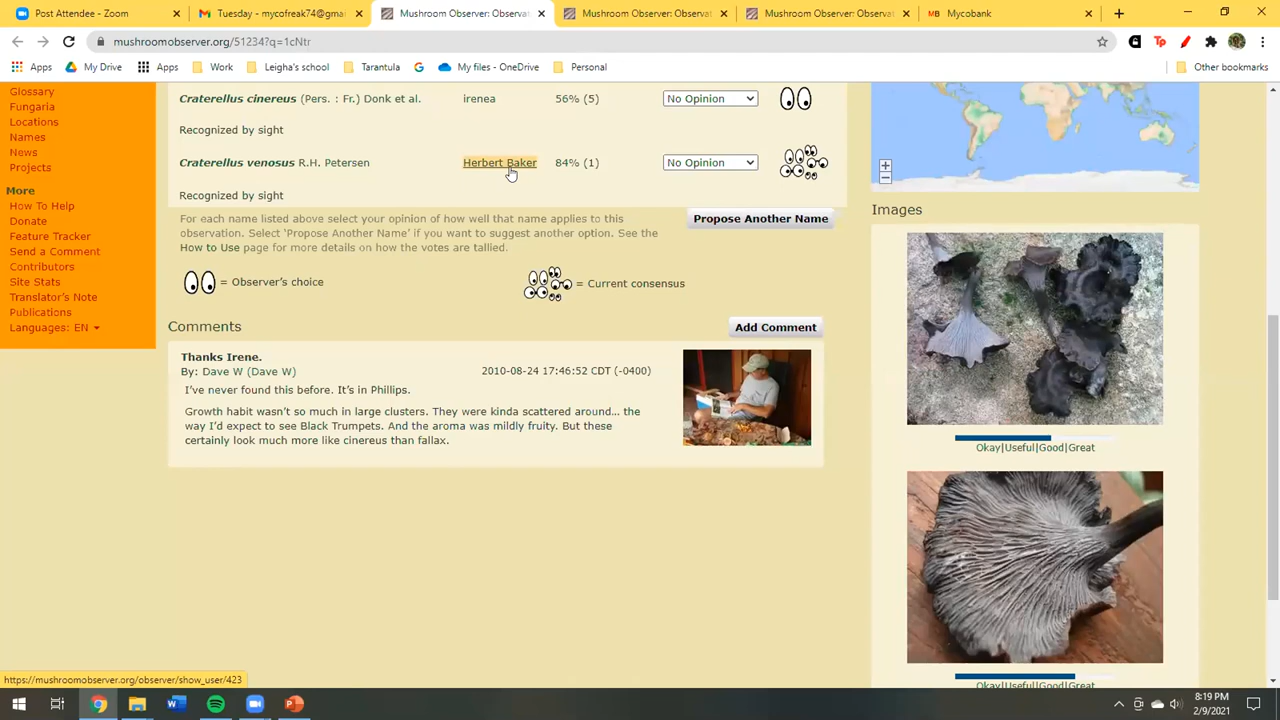 Post Attendee - Zoom
Tuesday - mycofreak74@gma
Mushroom Observer: Observat
Mushroom Observer: Observat
Mushroom Observer: Observat
Mycobank
mushroomobserver.org/51234?q=1cNtr
Apps
My Drive
Apps
Work
Leigha's school
Tarantula
My files - OneDrive
Personal
Other bookmarks
Glossary
Fungaria
Locations
Names
News
Projects
More
How To Help
Donate
Feature Tracker
Send a Comment
Contributors
Site Stats
Translator's Note
Publications
Languages: EN
Craterellus cinereus (Pers. : Fr.) Donk et al. irenea 56% (5) No Opinion
Recognized by sight
Craterellus venosus R.H. Petersen Herbert Baker 84% (1) No Opinion
Recognized by sight
For each name listed above select your opinion of how well that name applies to this
observation. Select 'Propose Another Name' if you want to suggest another option. See the
How to Use page for more details on how the votes are tallied.
Propose Another Name
= Observer's choice
= Current consensus
Comments
Add Comment
Thanks Irene.
By: Dave W (Dave W) 2010-08-24 17:46:52 CDT (-0400)
I've never found this before. It's in Phillips.
Growth habit wasn't so much in large clusters. They were kinda scattered around... the
way I'd expect to see Black Trumpets. And the aroma was mildly fruity. But these
certainly look much more like cinereus than fallax.
+
−
Images
Okay|Useful|Good|Great
Okay|Useful|Good|Great
https://mushroomobserver.org/observer/show_user/423
8:19 PM
2/9/2021